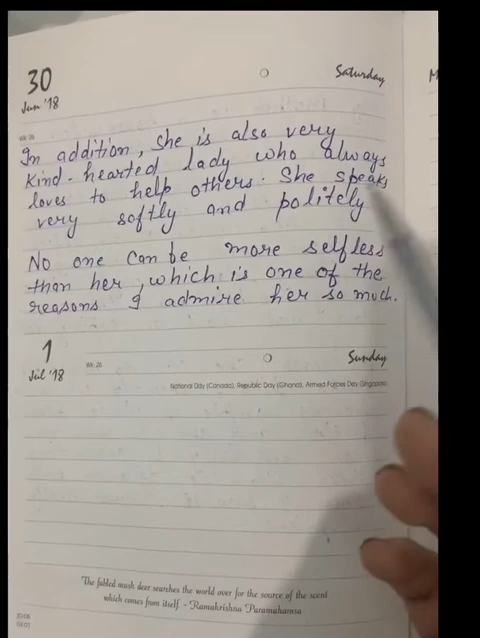 30
Saturday
Jun '18
Wk 26
In addition, she is also very
kind-hearted lady who always
loves to help others. She speaks
very softly and politely
No one can be more selfless
than her, which is one of the
reasons I admire her so much.
1
Wk 26
Sunday
Jul '18
National Day (Canada), Republic Day (Ghana), Armed Forces Day Singapore
The fabled musk deer searches the world over for the source of the scent
which comes from itself. - Ramakrishna Paramahamsa